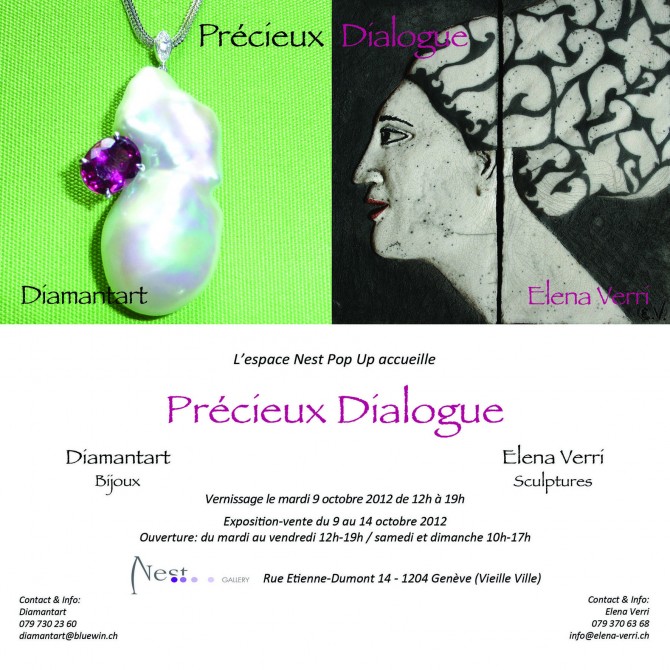 Précieux Dialogue
Diamantart
Elena Verri
L'espace Nest Pop Up accueille
Précieux Dialogue
Diamantart
Bijoux
Elena Verri
Sculptures
Vernissage le mardi 9 octobre 2012 de 12h à 19h
Exposition-vente du 9 au 14 octobre 2012
Ouverture: du mardi au vendredi 12h-19h / samedi et dimanche 10h-17h
Nest GALLERY
Rue Etienne-Dumont 14 - 1204 Genève (Vieille Ville)
Contact & Info:
Diamantart
079 730 23 60
diamantart@bluewin.ch
Contact & Info:
Elena Verri
079 370 63 68
info@elena-verri.ch